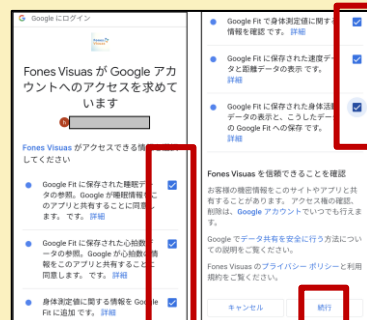 Google にログイン
Fones Visuas が Google アカ
ウントへのアクセスを求めて
います
Fones Visuas がアクセスできる情
してください
Google Fit に保存された睡眠デー
タの参照。Google が睡眠情報をこ
のアプリと共有することに同意し
ます。 です。 詳細
Google Fit に保存された心拍数デ
ータの参照。Google が心拍数の情
報をこのアプリと共有することに
同意します。 です。 詳細
身体測定値に関する情報を Google
Fit に追加 です。 詳細
Google Fit で身体測定値に関する
情報を確認 です。 詳細
Google Fit に保存された速度デー
タと距離データの表示 です。
詳細
Google Fit に保存された身体活動
データの表示と、こうしたデー
の Google Fit への保存 です。
詳細
Fones Visuas を信頼できることを確認
お客様の機密情報をこのサイトやアプリと共
有することがあります。 アクセス権の確認、
削除は、Google アカウントでいつでも行えま
す。
Google でデータ共有を安全に行う方法につい
ての説明をご覧ください。
Fones Visuas のプライバシー ポリシーと利用
規約をご覧ください。
キャンセル
続行